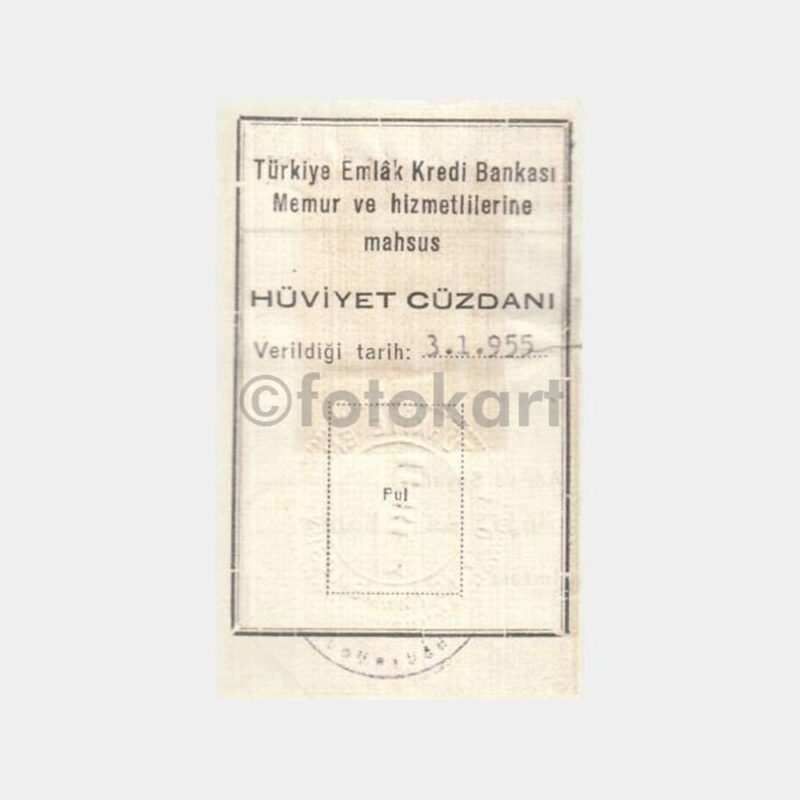 Türkiye Emlâk Kredi Bankası
Memur ve hizmetlilerine
mahsus
HÜVİYET CÜZDANI
Verildiği tarih: 3.1.955
©fotokart
Pul